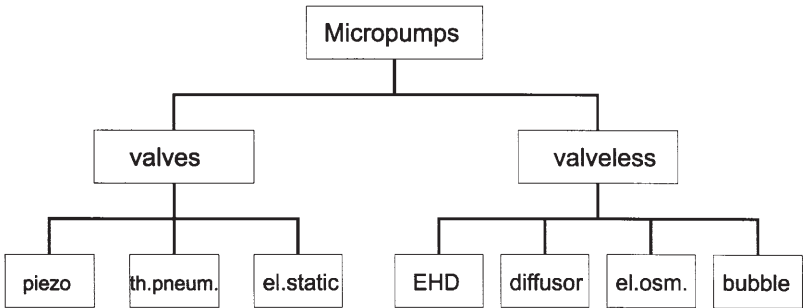 Micropumps
valves
valveless
piezo
th.pneum.
el.static
EHD
diffusor
el.osm.
bubble